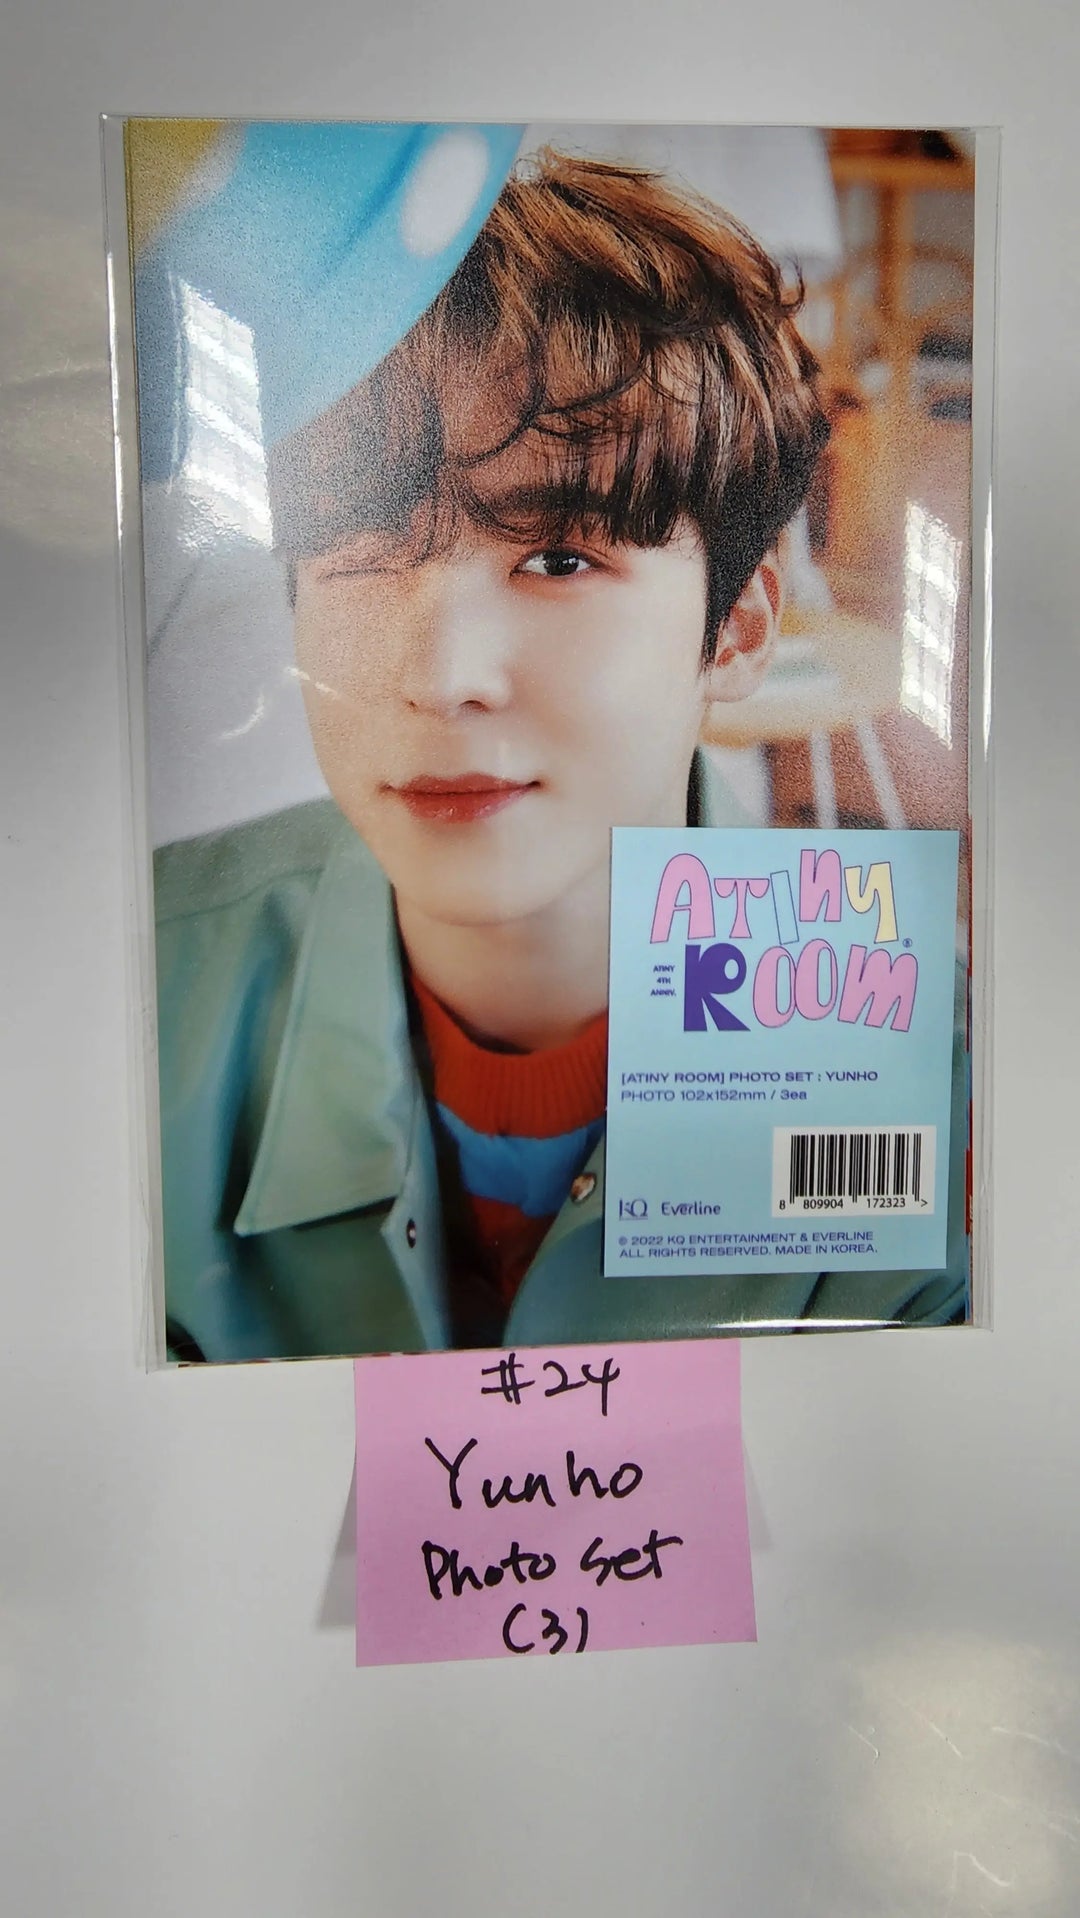 ATINY
ROOM®
ATINY
4TH
ANNIV.
[ATINY ROOM] PHOTO SET : YUNHO
PHOTO 102x152mm / 3ea
8 809904 172323 >
KQ Everline
© 2022 KQ ENTERTAINMENT & EVERLINE
ALL RIGHTS RESERVED. MADE IN KOREA.
#24
Yunho
Photo Set
(3)